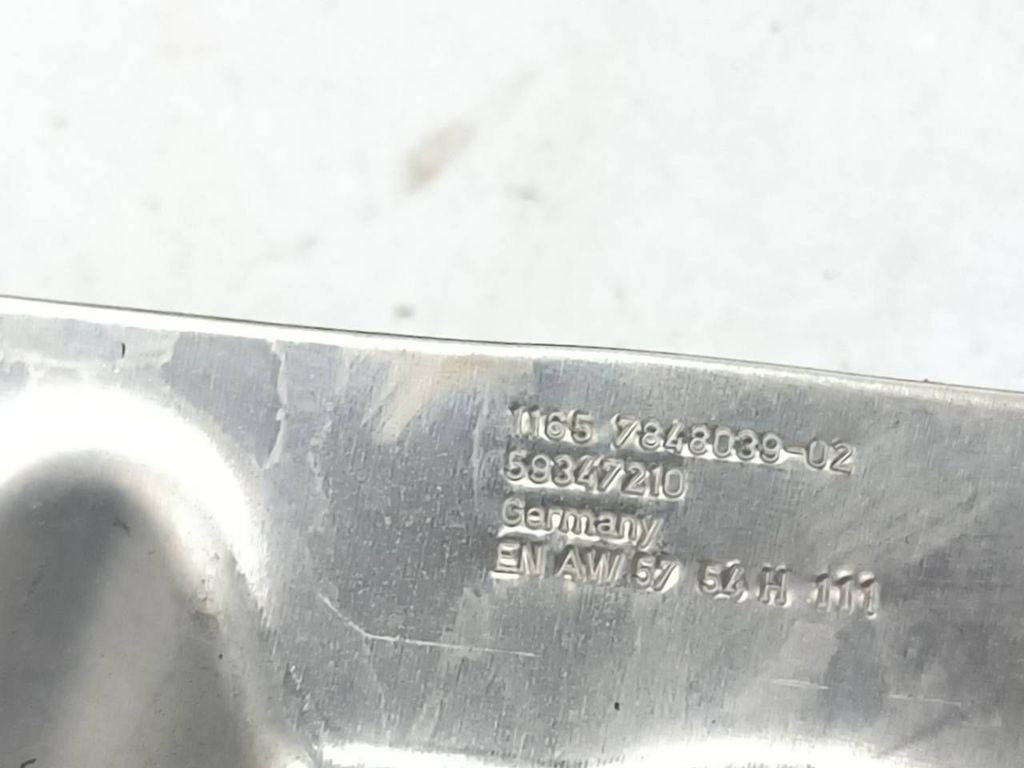 1165 7848039-02
59347210
Germany
EN AW 57 54 H 111